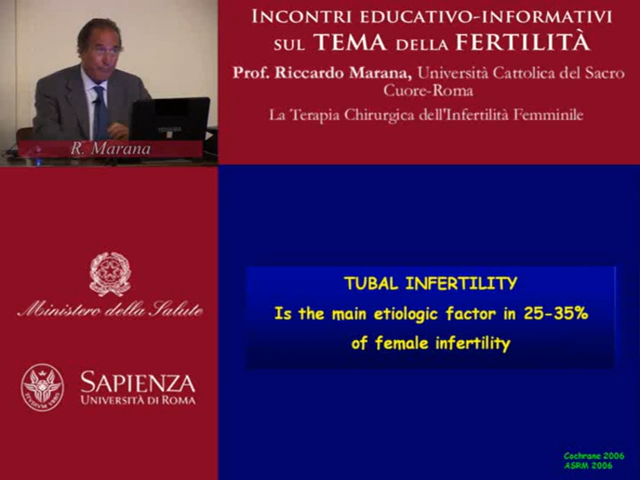 INCONTRI EDUCATIVO-INFORMATIVI
SUL TEMA DELLA FERTILITÀ
Prof. Riccardo Marana, Università Cattolica del Sacro
Cuore-Roma
La Terapia Chirurgica dell'Infertilità Femminile
R. Marana
Ministero della Salute
SAPIENZA
UNIVERSITÀ DI ROMA
TUBAL INFERTILITY
Is the main etiologic factor in 25-35%
of female infertility
Cochrane 2006
ASRM 2006